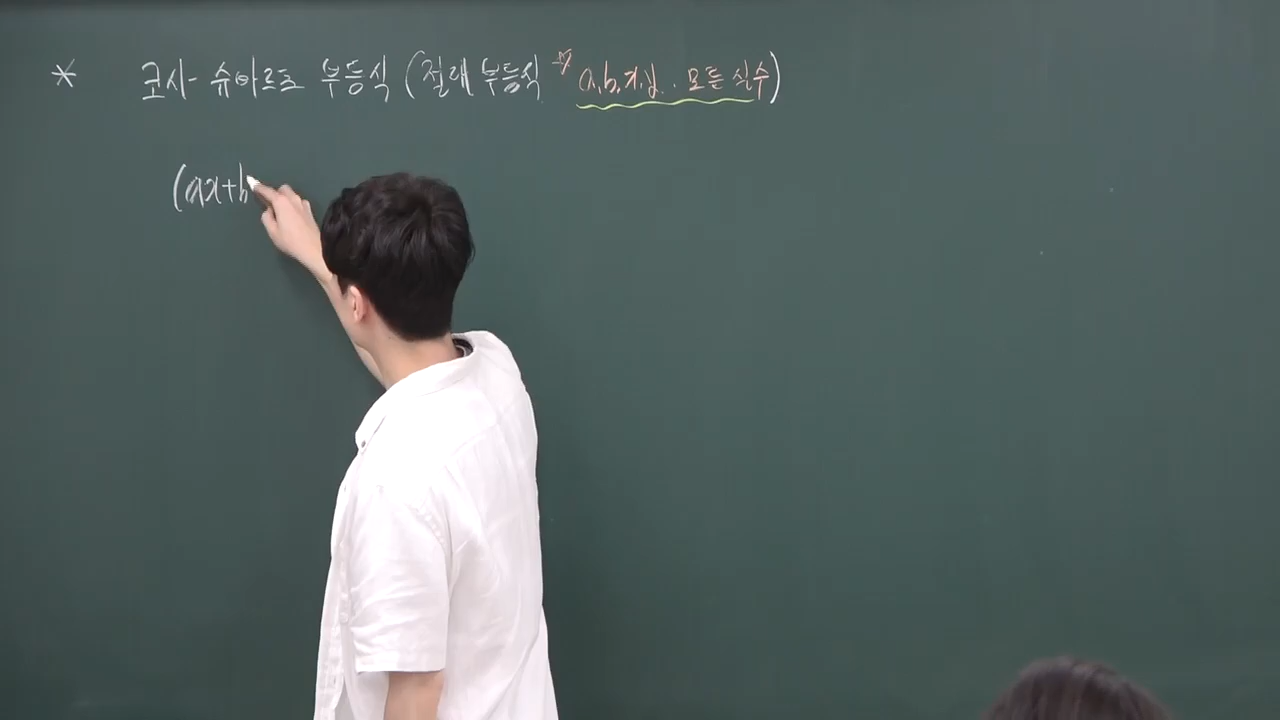 * 코시-슈바르츠 부등식 (절대 부등식 ☆ a,b,x,y. 모든 실수)
(ax+b